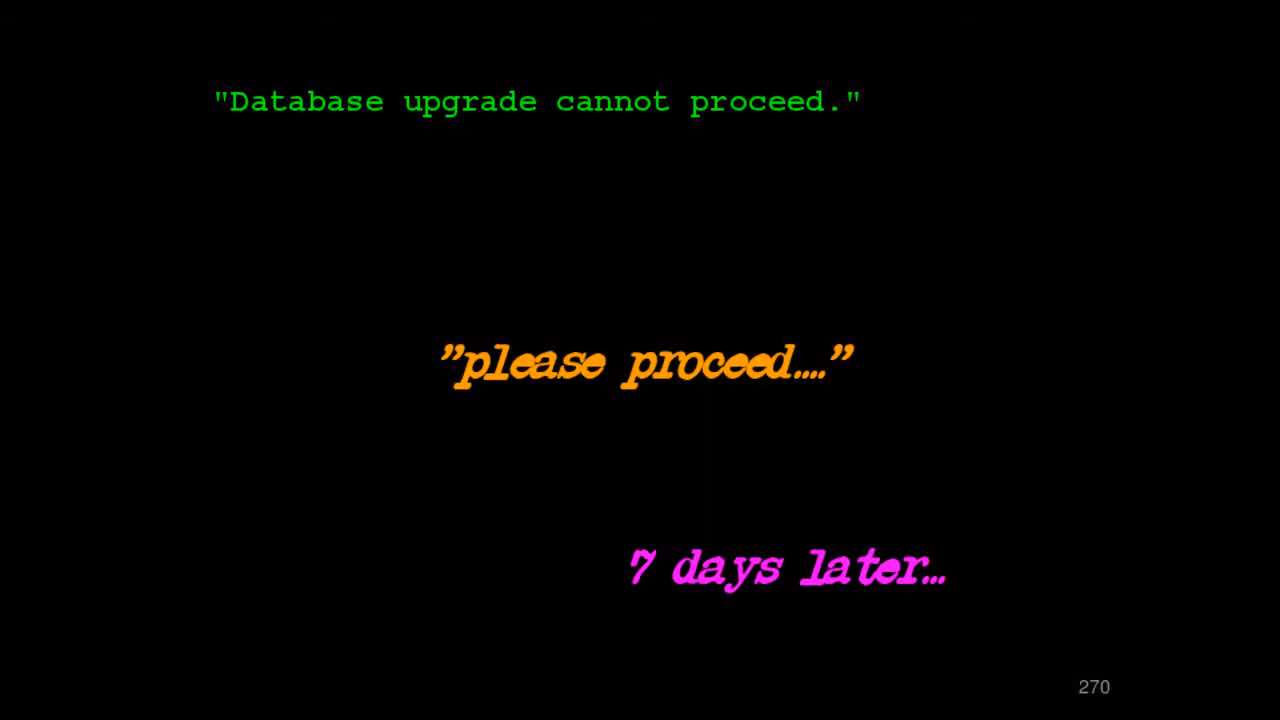 "Database upgrade cannot proceed."
”please proceed....”
7 days later...
270